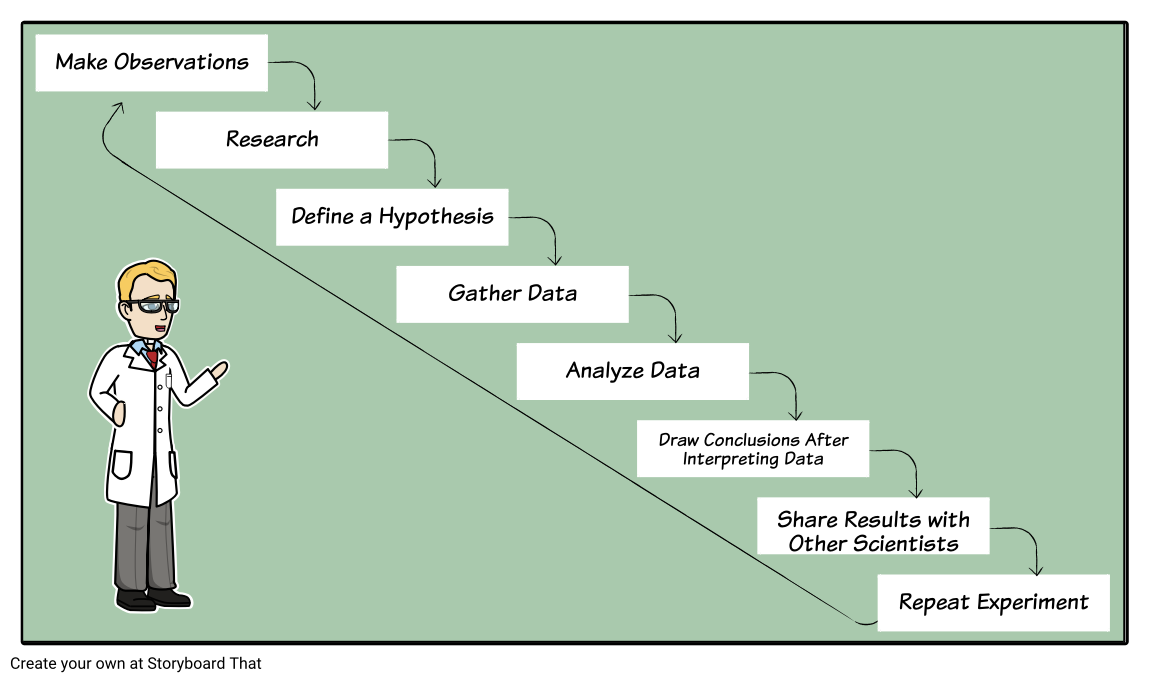 Make Observations
Research
Define a Hypothesis
Gather Data
Analyze Data
Draw Conclusions After
Interpreting Data
Share Results with
Other Scientists
Repeat Experiment
Create your own at Storyboard That